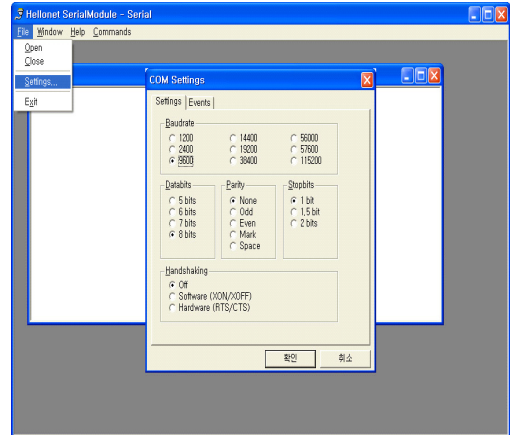 Hellonet SerialModule - Serial
File Window Help Commands
Open
Close
Settings...
Exit
COM Settings
Settings Events
Baudrate
1200 14400 56000
2400 19200 57600
9600 38400 115200
Databits Parity Stopbits
5 bits None 1 bit
6 bits Odd 1,5 bit
7 bits Even 2 bits
8 bits Mark
Space
Handshaking
Off
Software (XON/XOFF)
Hardware (RTS/CTS)
확인 취소